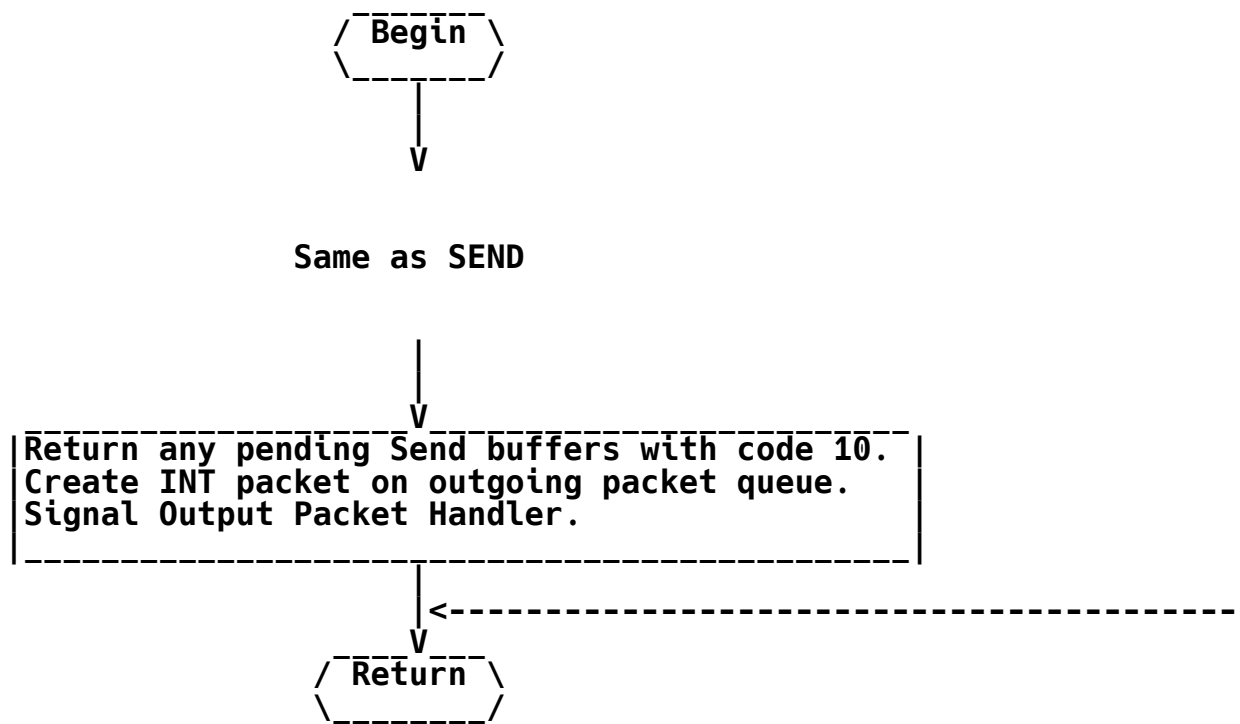 Begin
Same as SEND
Return any pending Send buffers with code 10.
Create INT packet on outgoing packet queue.
Signal Output Packet Handler.
Return